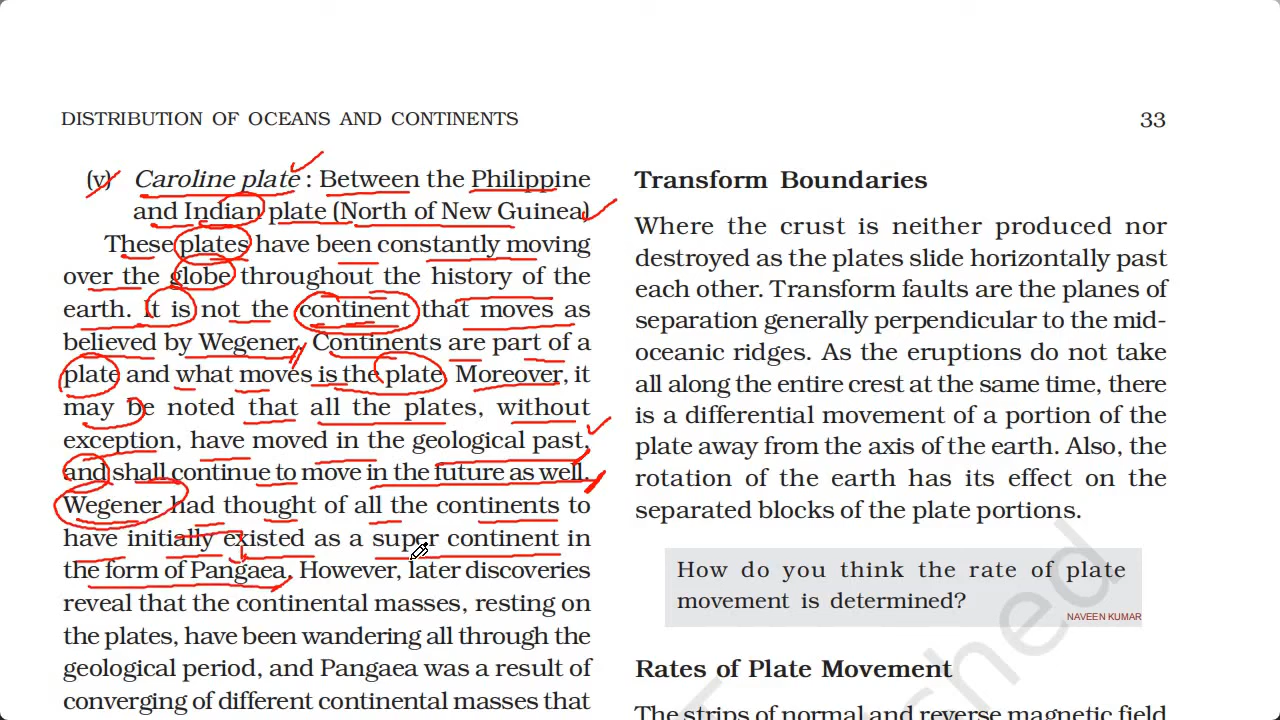 DISTRIBUTION OF OCEANS AND CONTINENTS
33
(v) Caroline plate : Between the Philippine
and Indian plate (North of New Guinea)
These plates have been constantly moving
over the globe throughout the history of the
earth. It is not the continent that moves as
believed by Wegener. Continents are part of a
plate and what moves is the plate. Moreover, it
may be noted that all the plates, without
exception, have moved in the geological past,
and shall continue to move in the future as well.
Wegener had thought of all the continents to
have initially existed as a super continent in
the form of Pangaea. However, later discoveries
reveal that the continental masses, resting on
the plates, have been wandering all through the
geological period, and Pangaea was a result of
converging of different continental masses that
Transform Boundaries
Where the crust is neither produced nor
destroyed as the plates slide horizontally past
each other. Transform faults are the planes of
separation generally perpendicular to the mid-
oceanic ridges. As the eruptions do not take
all along the entire crest at the same time, there
is a differential movement of a portion of the
plate away from the axis of the earth. Also, the
rotation of the earth has its effect on the
separated blocks of the plate portions.
How do you think the rate of plate
movement is determined?
NAVEEN KUMAR
Rates of Plate Movement
The strips of normal and reverse magnetic field